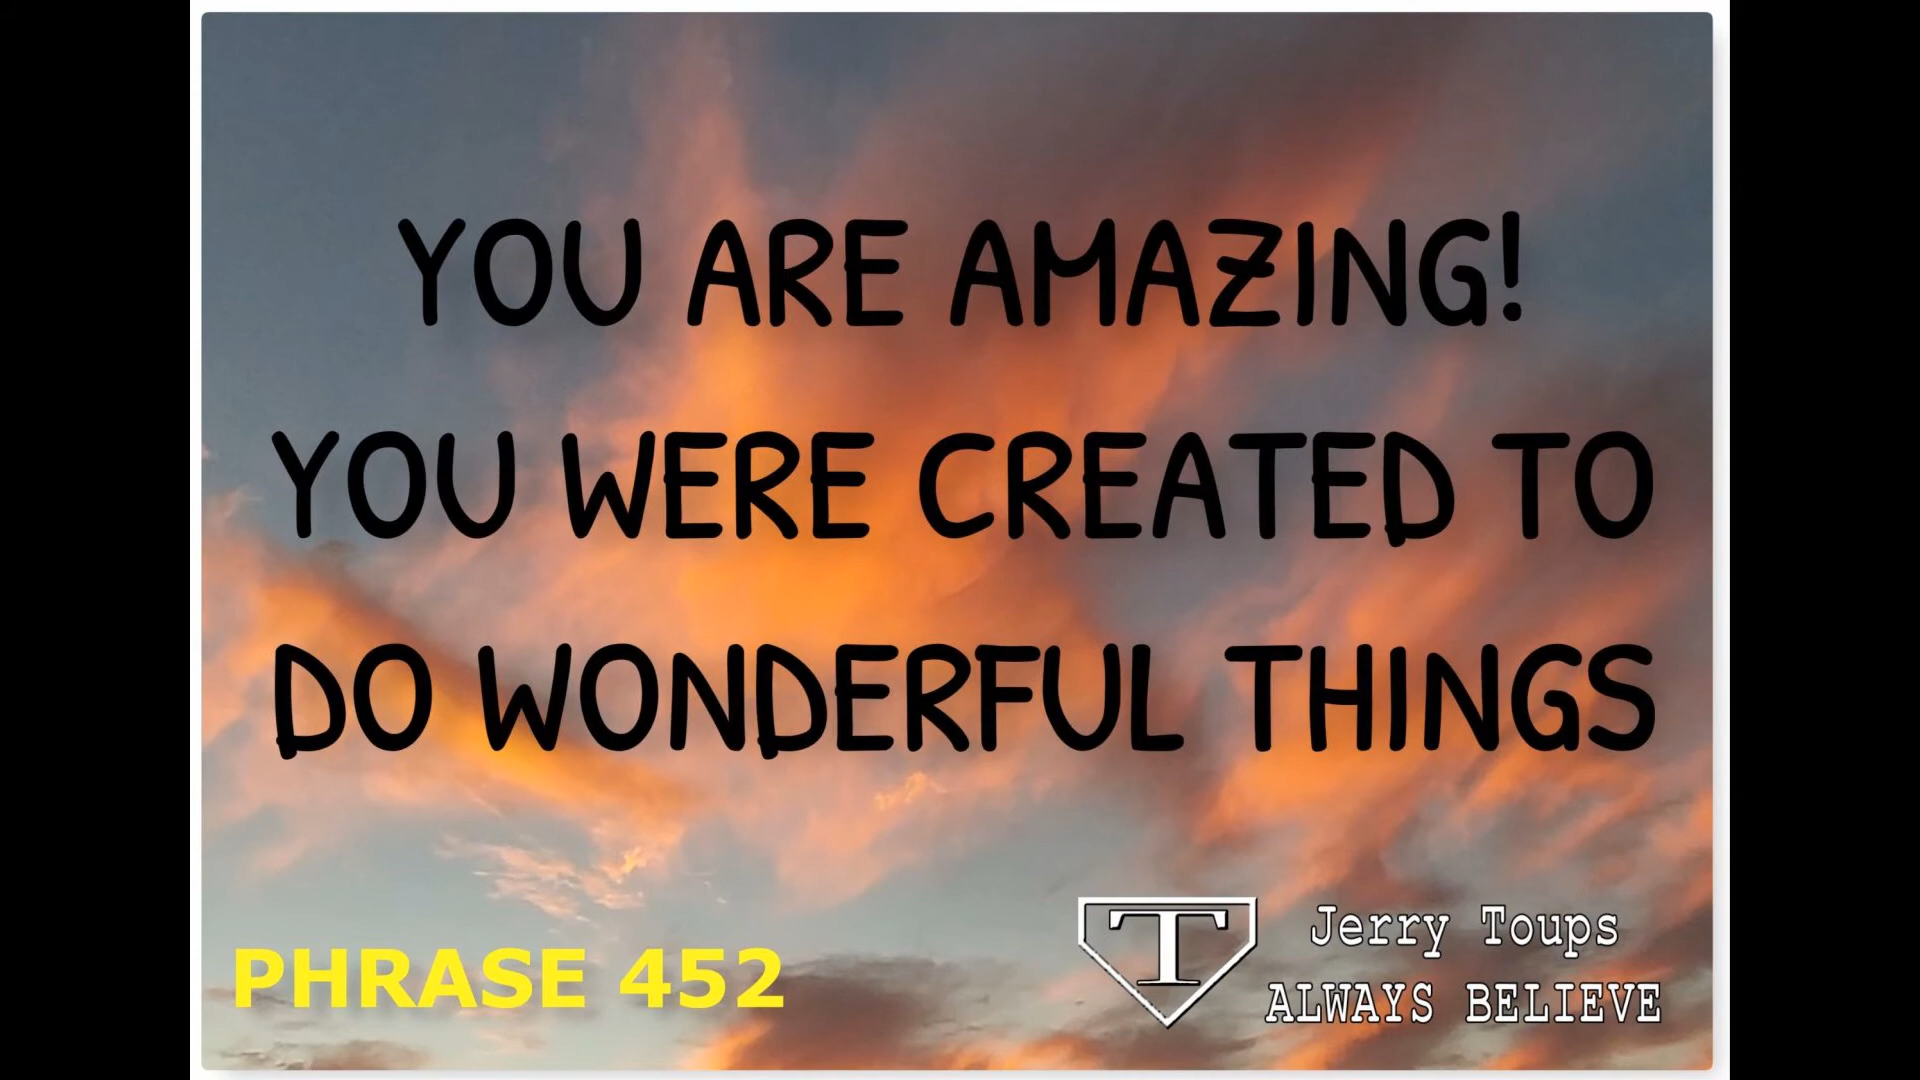 YOU ARE AMAZING!
YOU WERE CREATED TO
DO WONDERFUL THINGS
PHRASE 452
T
Jerry Toups
ALWAYS BELIEVE